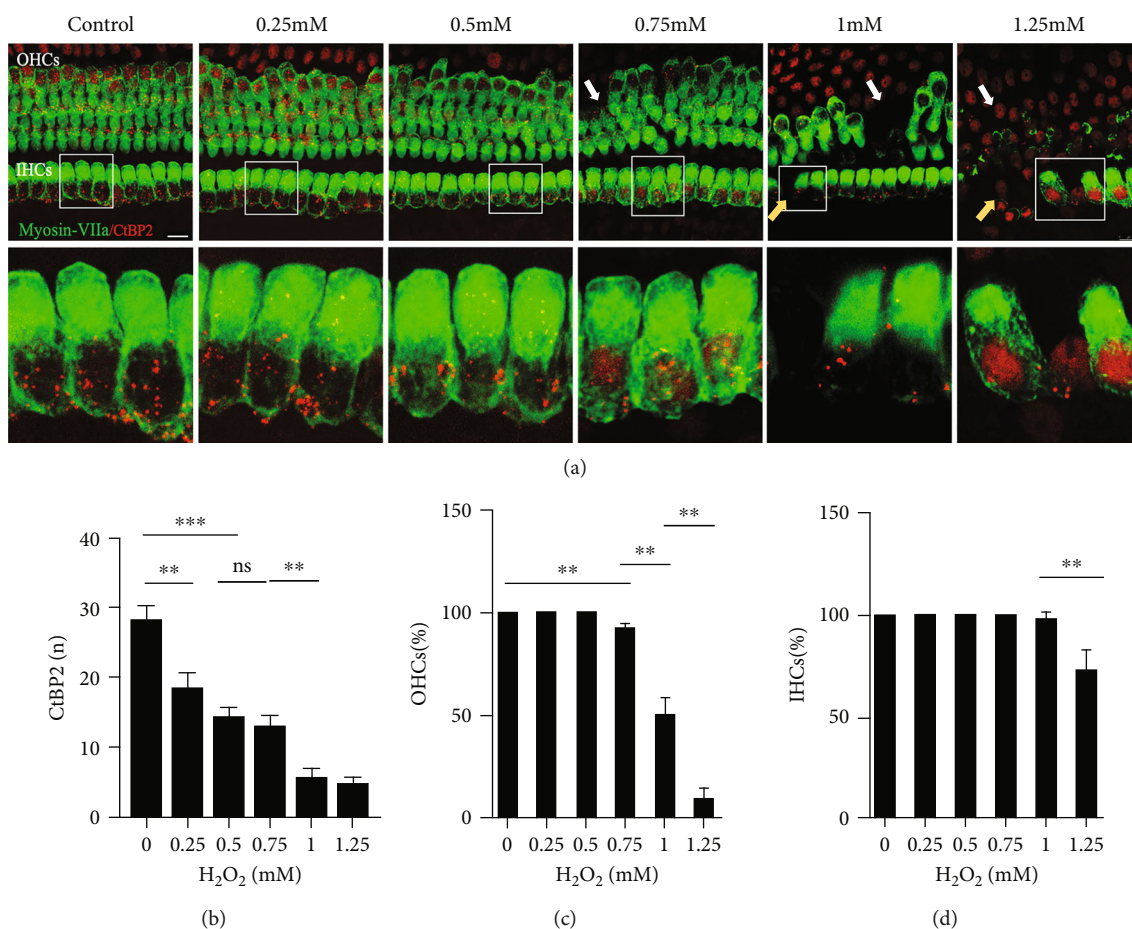 Control 0.25mM 0.5mM 0.75mM 1mM 1.25mM
OHCs
IHCs
Myosin-VIIa/CtBP2
(a)
*** 
** ns **
40
30
20
10
0
CtBP2 (n)
0 0.25 0.5 0.75 1 1.25
H₂O₂ (mM)
(b)
**
**
**
150
100
50
0
OHCs(%)
0 0.25 0.5 0.75 1 1.25
H₂O₂ (mM)
(c)
**
150
100
50
0
IHCs(%)
0 0.25 0.5 0.75 1 1.25
H₂O₂ (mM)
(d)